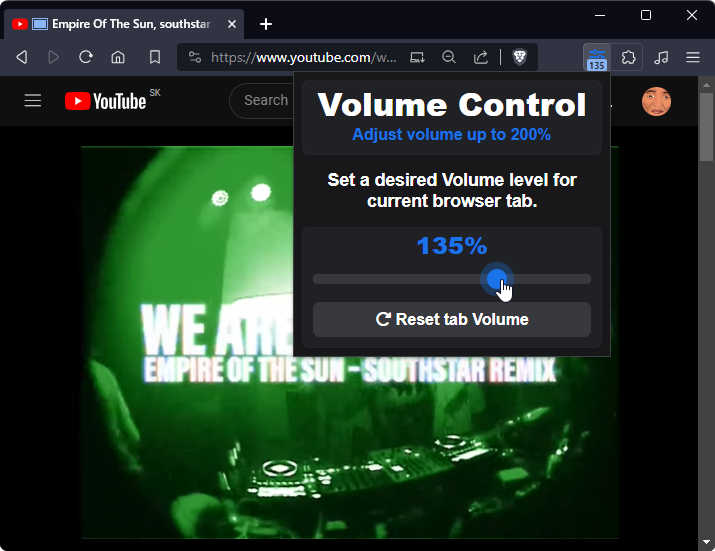 Empire Of The Sun, southstar
https://www.youtube.com/w...
135
YouTube SK
Search
Volume Control
Adjust volume up to 200%
Set a desired Volume level for
current browser tab.
135%
Reset tab Volume
WE ARE
EMPIRE OF THE SUN - SOUTHSTAR REMIX